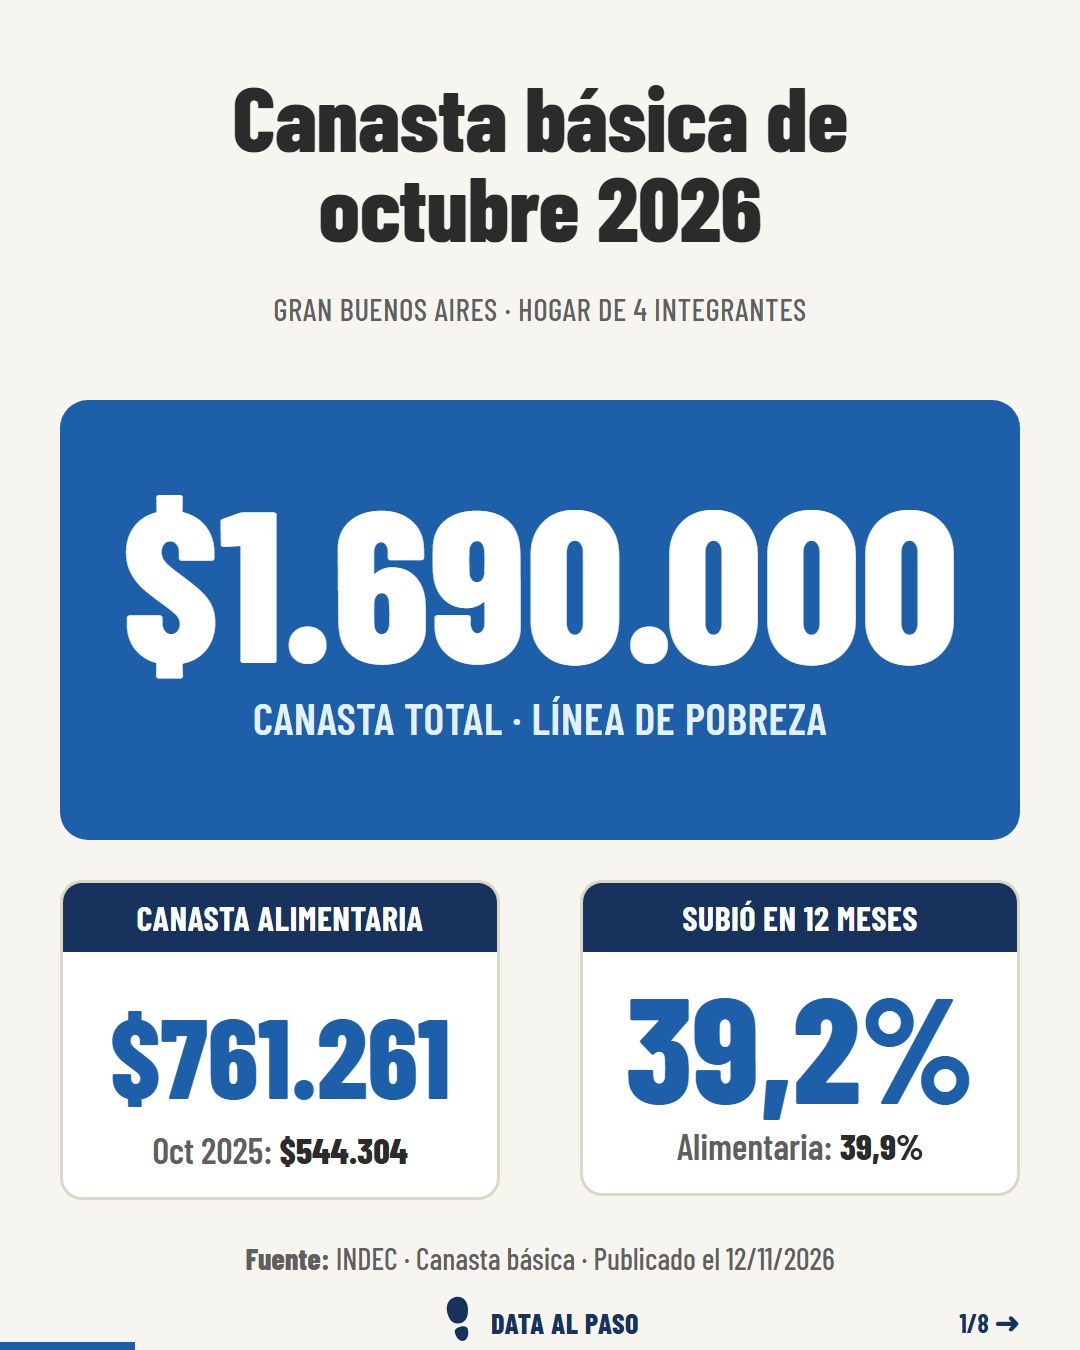 Canasta básica de
octubre 2026
GRAN BUENOS AIRES · HOGAR DE 4 INTEGRANTES
$1.690.000
CANASTA TOTAL · LÍNEA DE POBREZA
CANASTA ALIMENTARIA
$761.261
Oct 2025: $544.304
SUBIÓ EN 12 MESES
39,2%
Alimentaria: 39,9%
Fuente: INDEC · Canasta básica · Publicado el 12/11/2026
DATA AL PASO
1/8 →